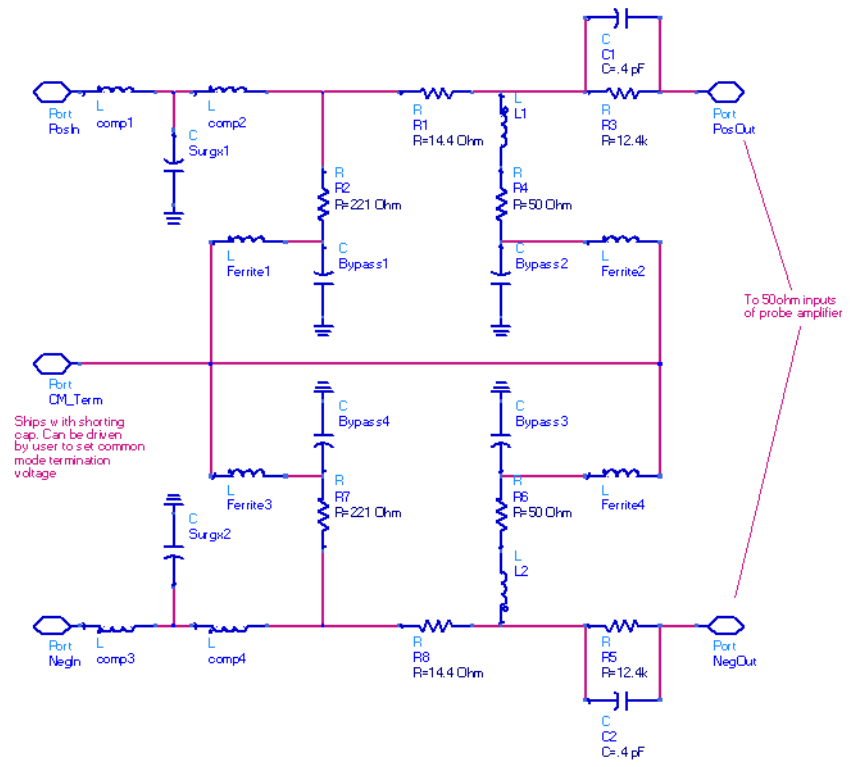 C
C1
C=.4 pF
Port
PosIn
L
comp1
L
comp2
C
Surgx1
R
R1
R=14.4 Ohm
L
L1
R
R3
R=12.4k
Port
PosOut
R
R2
R=221 Ohm
R
R4
R=50 Ohm
L
Ferrite1
C
Bypass1
C
Bypass2
L
Ferrite2
To 50ohm inputs
of probe amplifier
Port
CM_Term
Ships with shorting
cap. Can be driven
by user to set common
mode termination
voltage
C
Bypass4
C
Bypass3
L
Ferrite3
R
R7
R=221 Ohm
R
R6
R=50 Ohm
L
Ferrite4
C
Surgx2
L
L2
Port
NegIn
L
comp3
L
comp4
R
R8
R=14.4 Ohm
R
R5
R=12.4k
Port
NegOut
C
C2
C=.4 pF